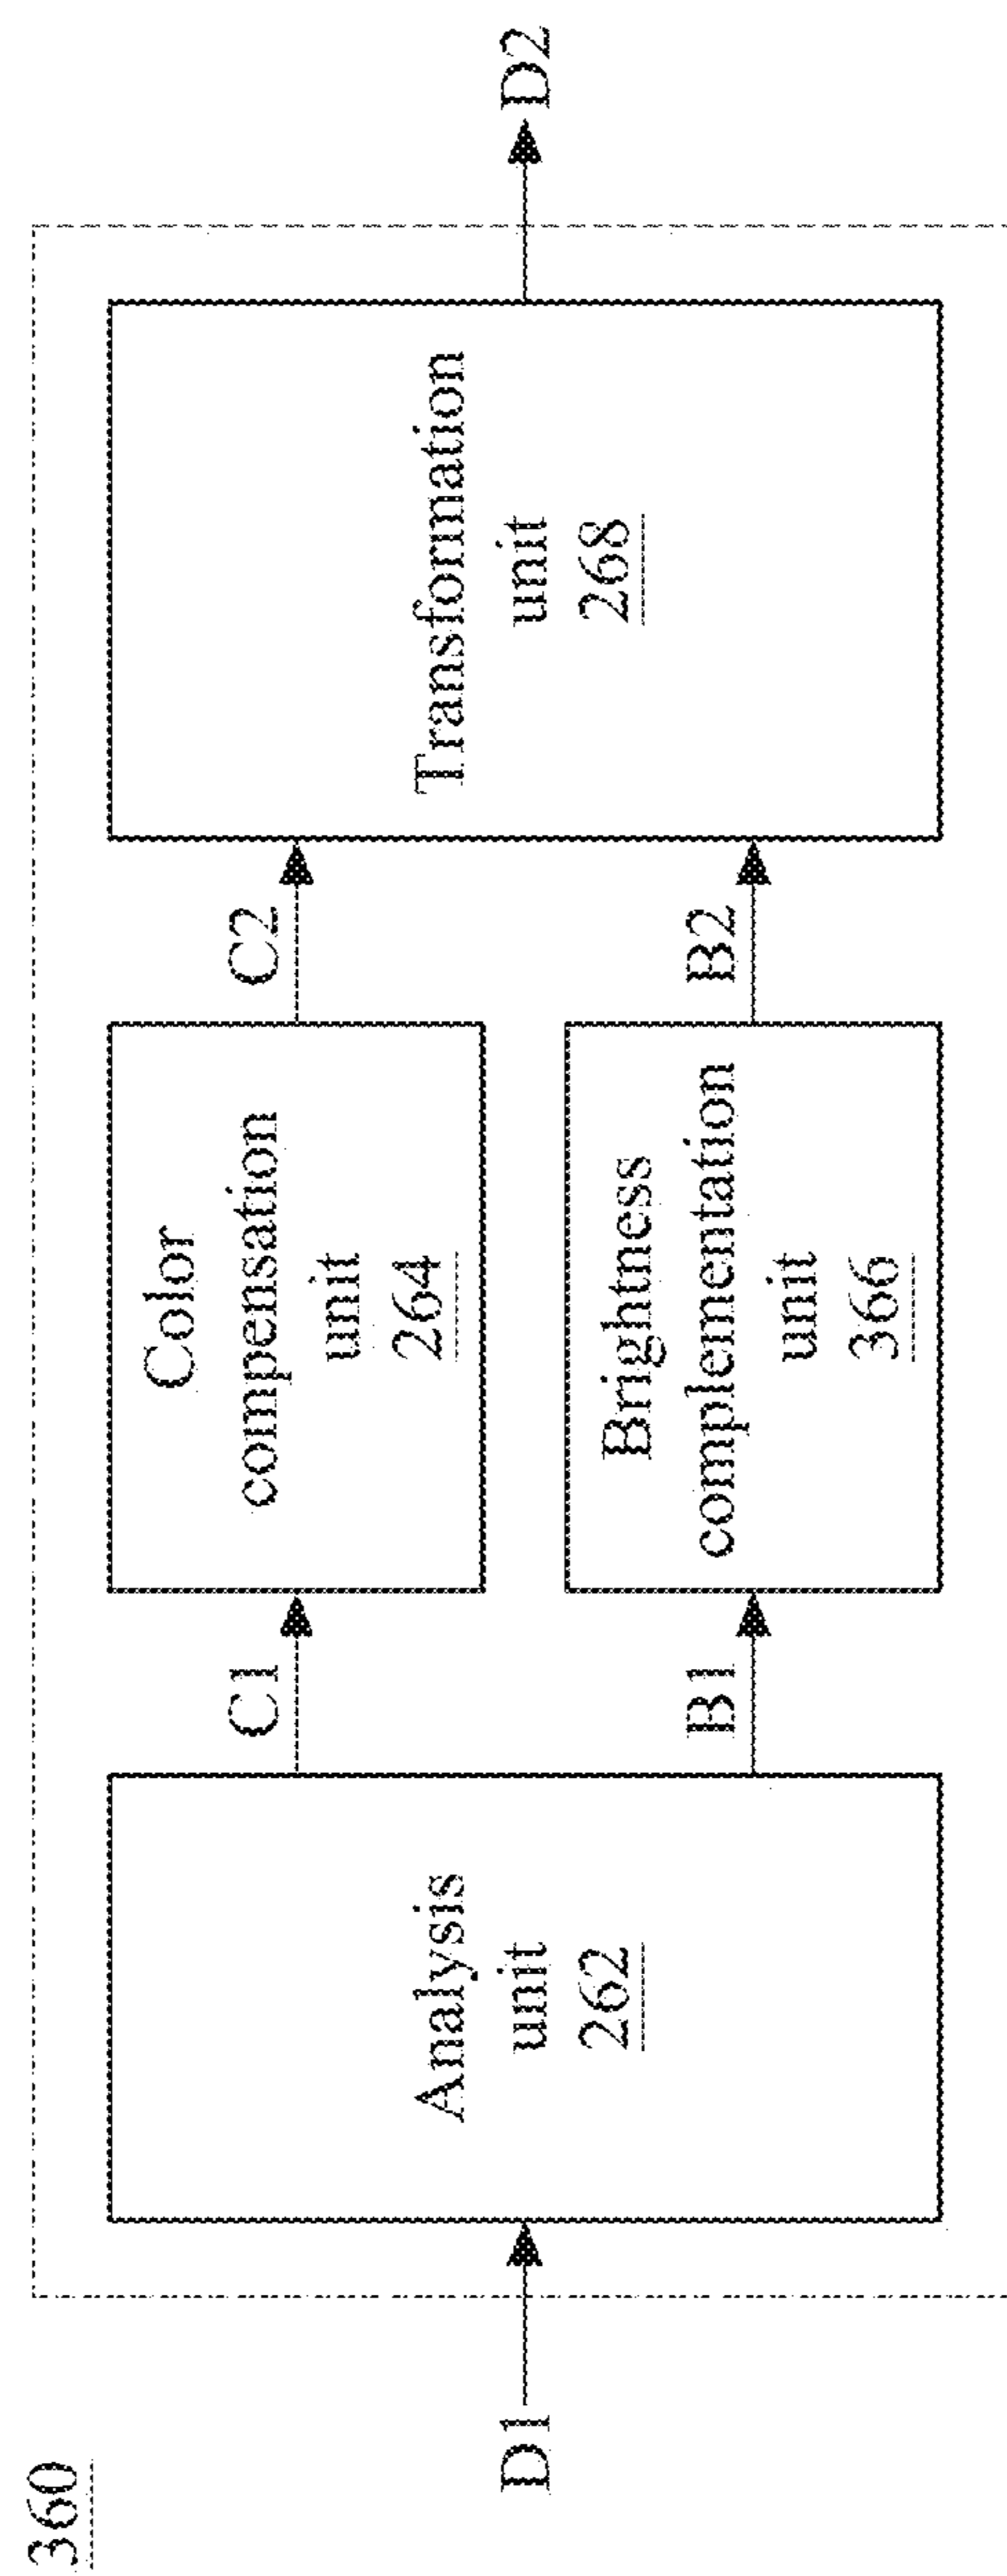 360
D1
Analysis
unit
262
C1
B1
Color
compensation
unit
264
Brightness
complementation
unit
366
C2
B2
Transformation
unit
268
D2